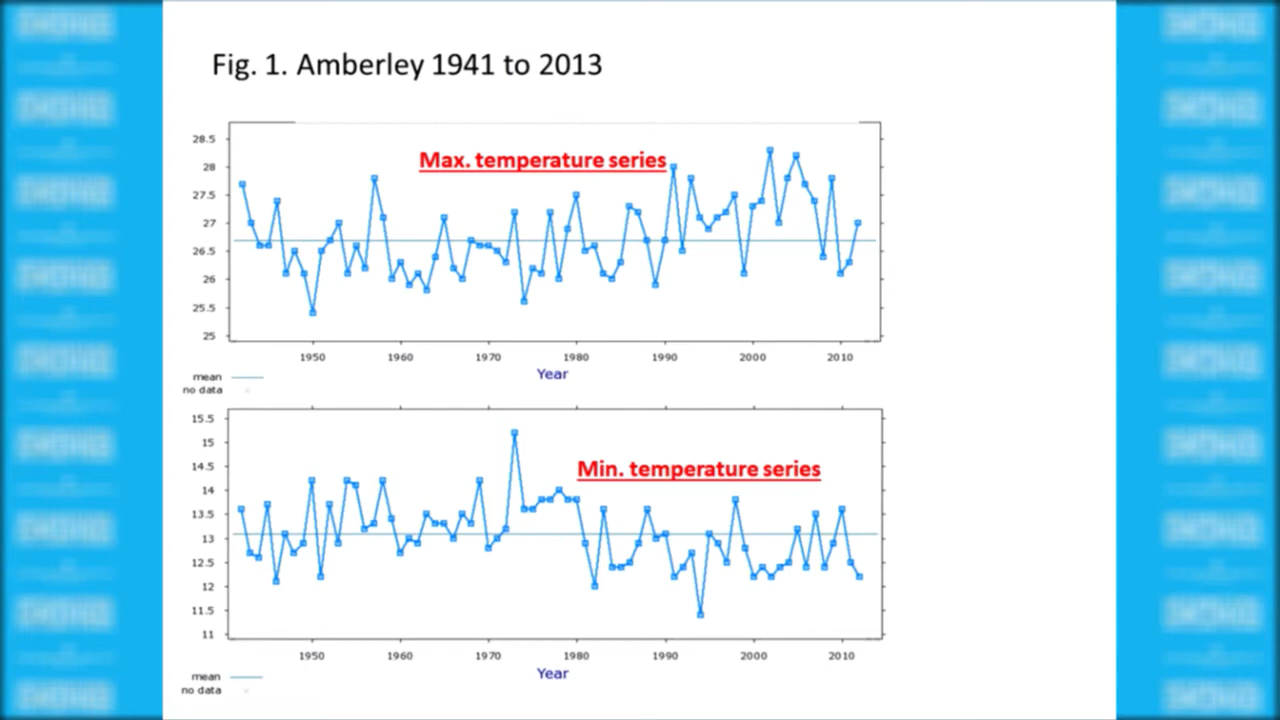 Fig. 1. Amberley 1941 to 2013
28.5
Max. temperature series
28
27.5
27
26.5
26
25.5
25
1950 1960 1970 1980 1990 2000 2010
Year
mean
no data
15.5
15
14.5
Min. temperature series
14
13.5
13
12.5
12
11.5
11
1950 1960 1970 1980 1990 2000 2010
Year
mean
no data